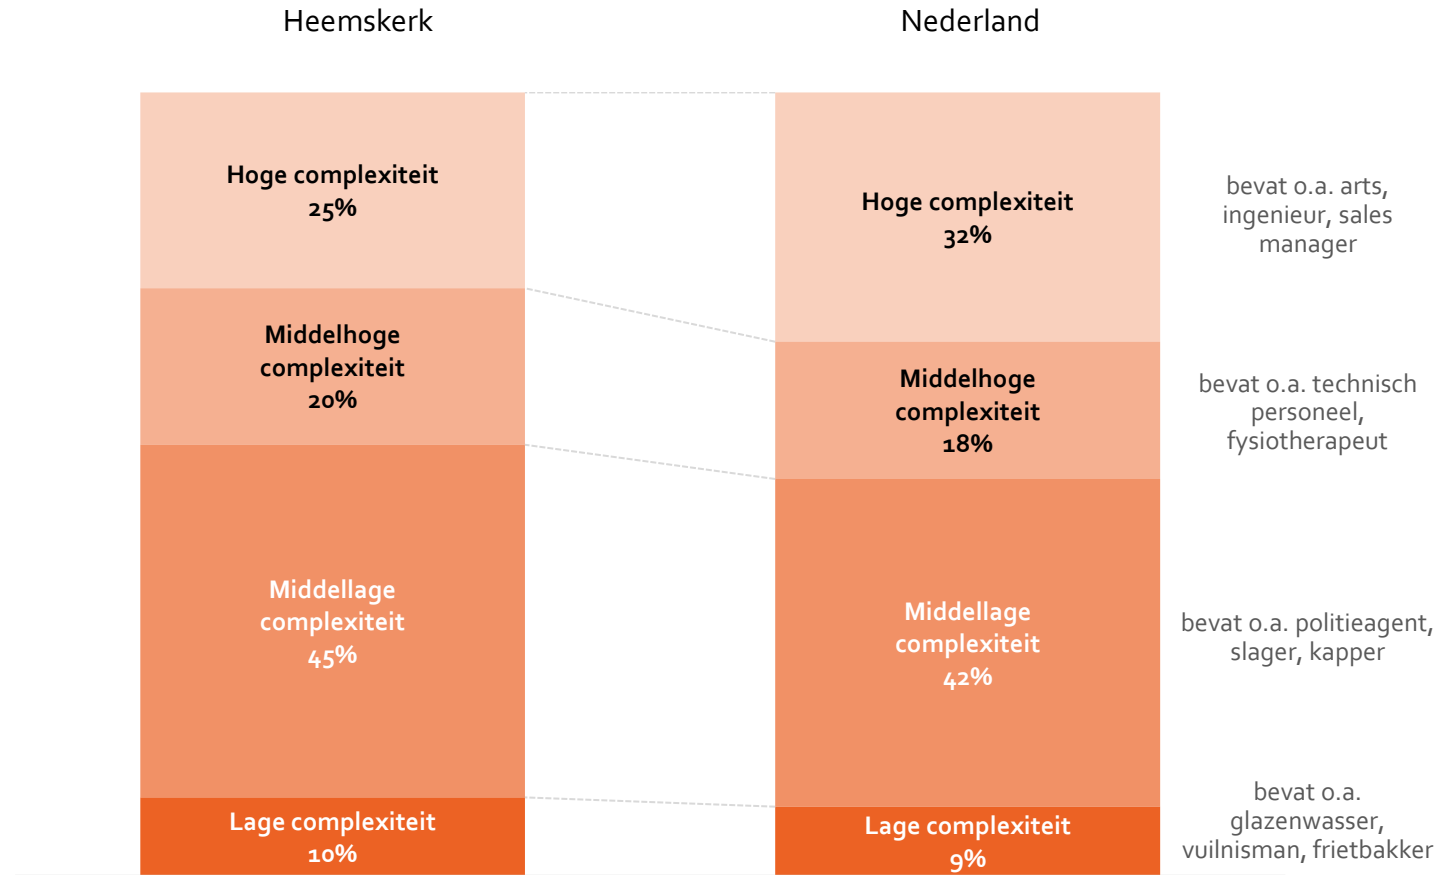 Heemskerk
Nederland
Hoge complexiteit
25%
Middelhoge
complexiteit
20%
Middellage
complexiteit
45%
Lage complexiteit
10%
Hoge complexiteit
32%
Middelhoge
complexiteit
18%
Middellage
complexiteit
42%
Lage complexiteit
9%
bevat o.a. arts,
ingenieur, sales
manager
bevat o.a. technisch
personeel,
fysiotherapeut
bevat o.a. politieagent,
slager, kapper
bevat o.a.
glazenwasser,
vuilnisman, frietbakker